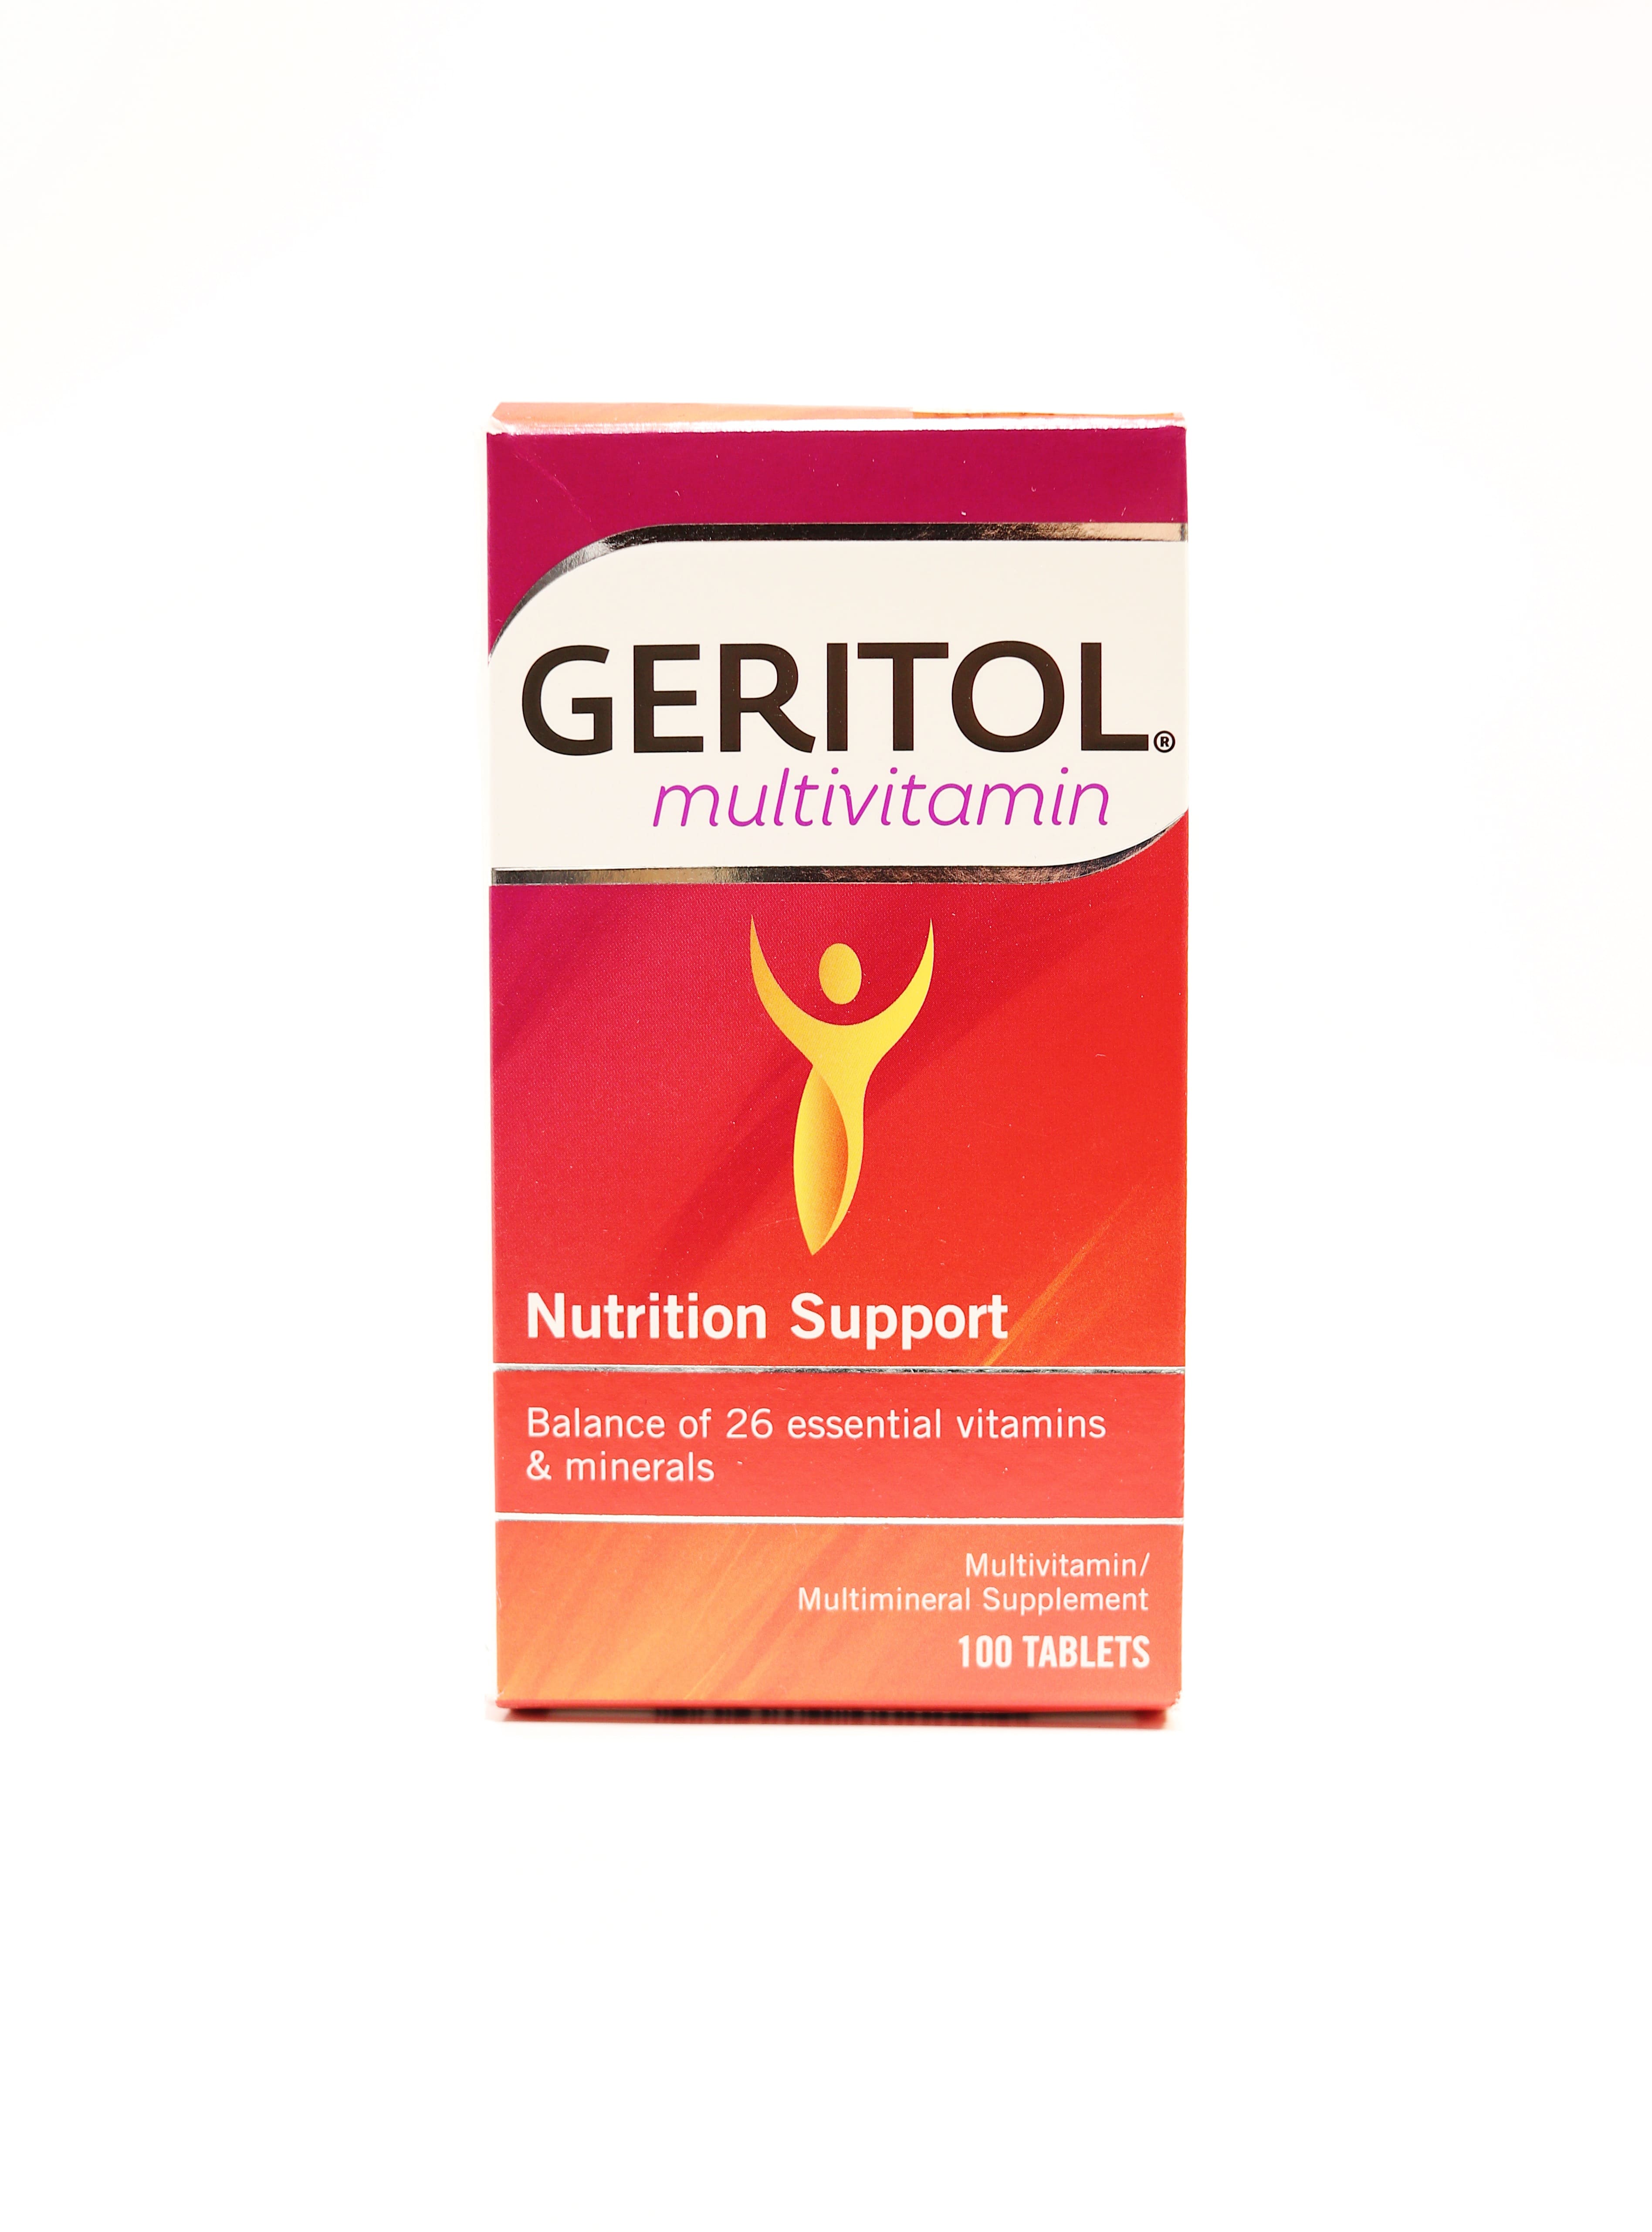 GERITOL®
multivitamin
Nutrition Support
Balance of 26 essential vitamins
& minerals
Multivitamin/
Multimineral Supplement
100 TABLETS